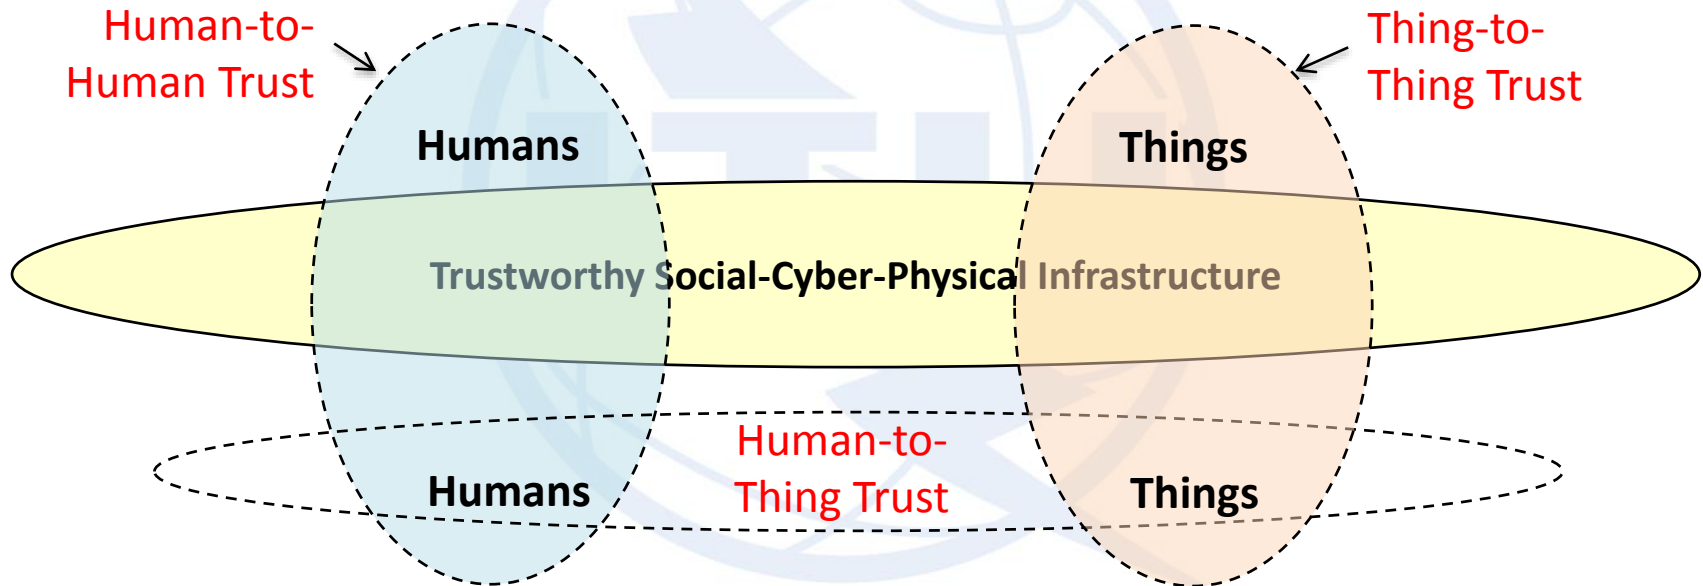 Human-to-
Human Trust
Thing-to-
Thing Trust
Humans
Things
Trustworthy Social-Cyber-Physical Infrastructure
Human-to-
Thing Trust
Humans
Things
ITU